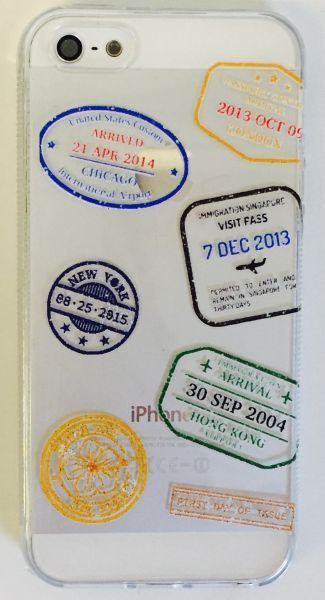 2013 OCT 09
LONDON
United States Custom
ARRIVED
21 APR 2014
CHICAGO
International Airport
IMMIGRATION SINGAPORE
VISIT PASS
7 DEC 2013
PERMITTED TO ENTER AND
REMAIN IN SINGAPORE FOR
THIRTY DAYS
NEW YORK
08-25-2015
ARRIVAL
30 SEP 2004
HONG KONG
iPhone
FIRST DAY OF ISSUE